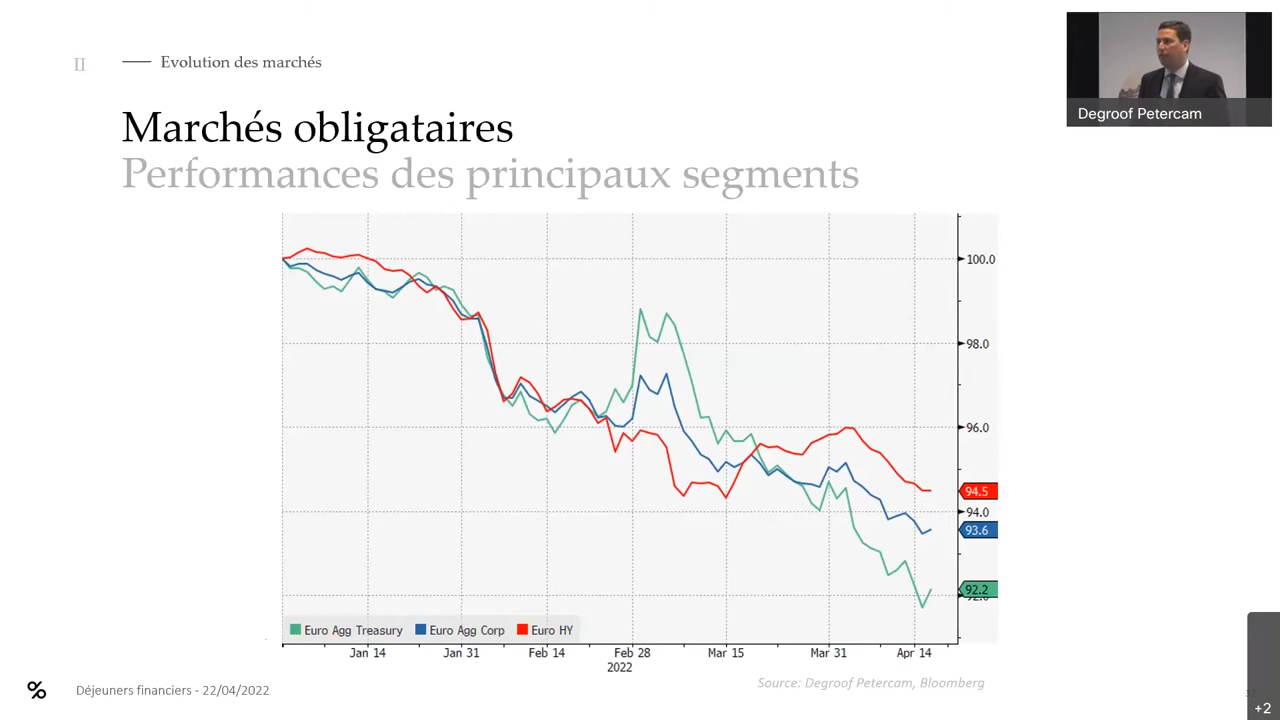 II
Evolution des marchés
Marchés obligataires
Performances des principaux segments
Degroof Petercam
100.0
98.0
96.0
94.5
94.0
93.6
92.2
Euro Agg Treasury Euro Agg Corp Euro HY
Jan 14 Jan 31 Feb 14 Feb 28 Mar 15 Mar 31 Apr 14
2022
Source: Degroof Petercam, Bloomberg
Déjeuners financiers - 22/04/2022
+2